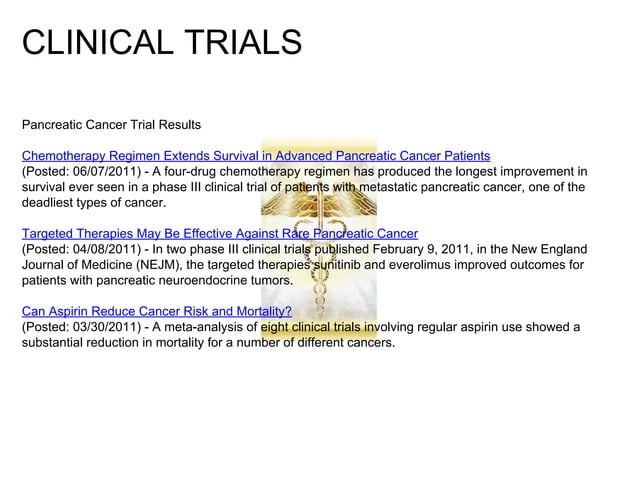 CLINICAL TRIALS
Pancreatic Cancer Trial Results
Chemotherapy Regimen Extends Survival in Advanced Pancreatic Cancer Patients
(Posted: 06/07/2011) - A four-drug chemotherapy regimen has produced the longest improvement in
survival ever seen in a phase III clinical trial of patients with metastatic pancreatic cancer, one of the
deadliest types of cancer.
Targeted Therapies May Be Effective Against Rare Pancreatic Cancer
(Posted: 04/08/2011) - In two phase III clinical trials published February 9, 2011, in the New England
Journal of Medicine (NEJM), the targeted therapies sunitinib and everolimus improved outcomes for
patients with pancreatic neuroendocrine tumors.
Can Aspirin Reduce Cancer Risk and Mortality?
(Posted: 03/30/2011) - A meta-analysis of eight clinical trials involving regular aspirin use showed a
substantial reduction in mortality for a number of different cancers.